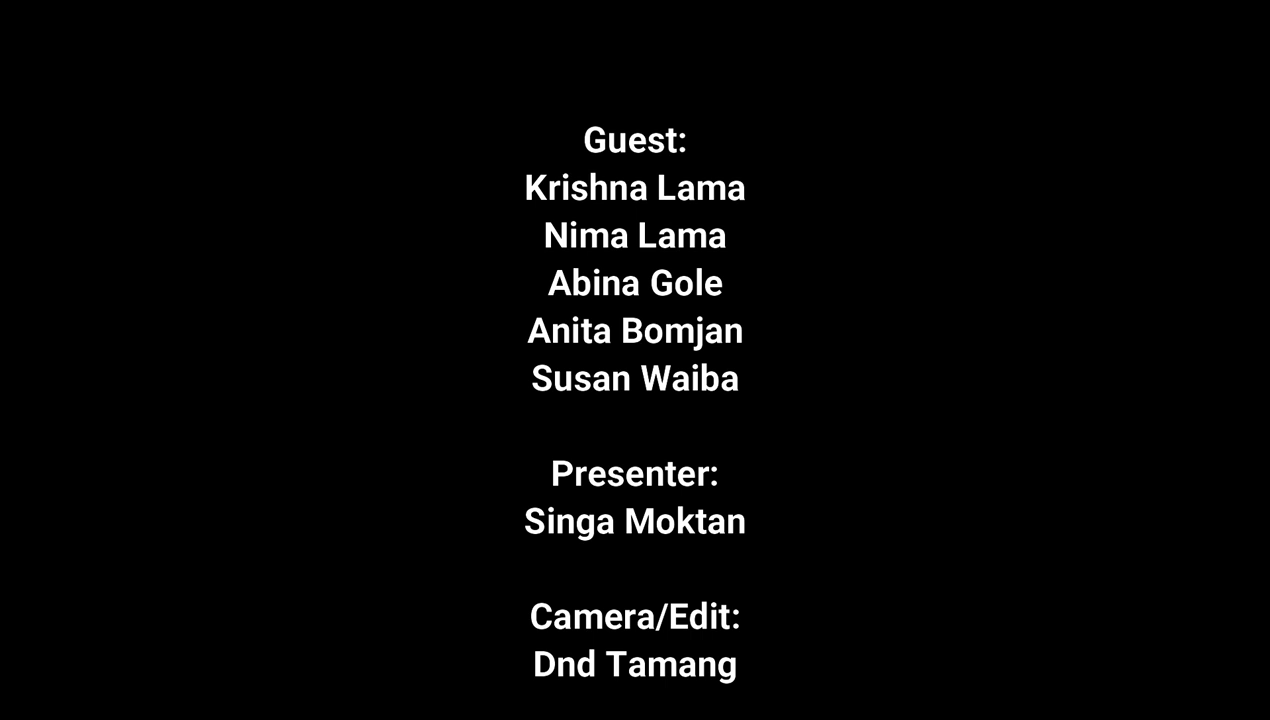 Guest:
Krishna Lama
Nima Lama
Abina Gole
Anita Bomjan
Susan Waiba
Presenter:
Singa Moktan
Camera/Edit:
Dnd Tamang